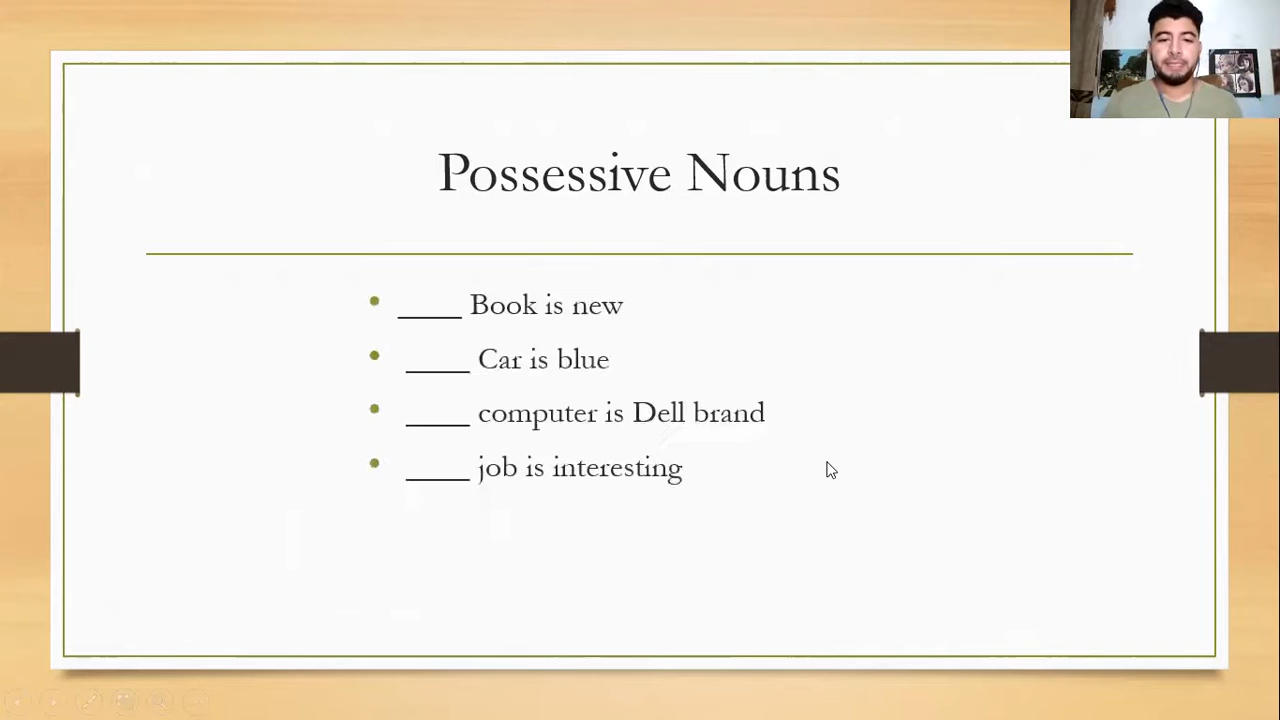 Possessive Nouns
_____ Book is new
_____ Car is blue
_____ computer is Dell brand
_____ job is interesting